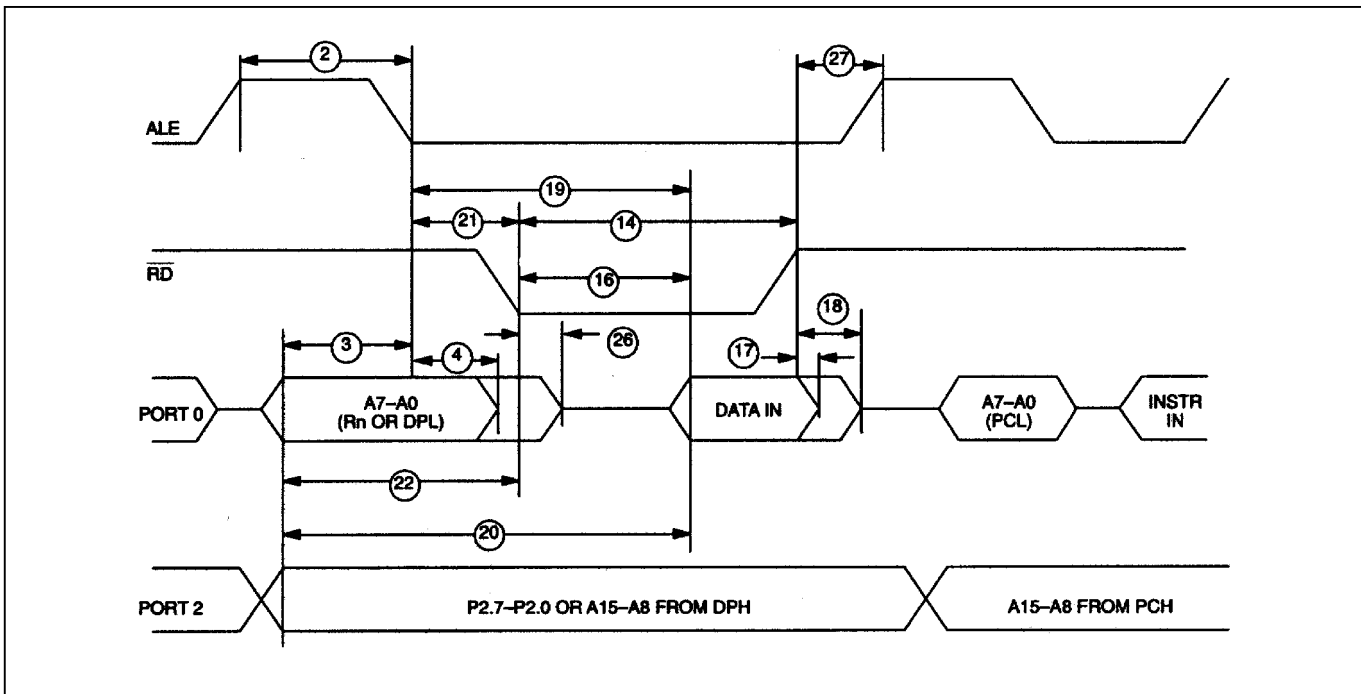 2
27
ALE
19
21
14
RD
16
18
3
4
26
17
PORT 0
A7–A0
(Rn OR DPL)
DATA IN
A7–A0
(PCL)
INSTR
IN
22
20
PORT 2
P2.7–P2.0 OR A15–A8 FROM DPH
A15–A8 FROM PCH